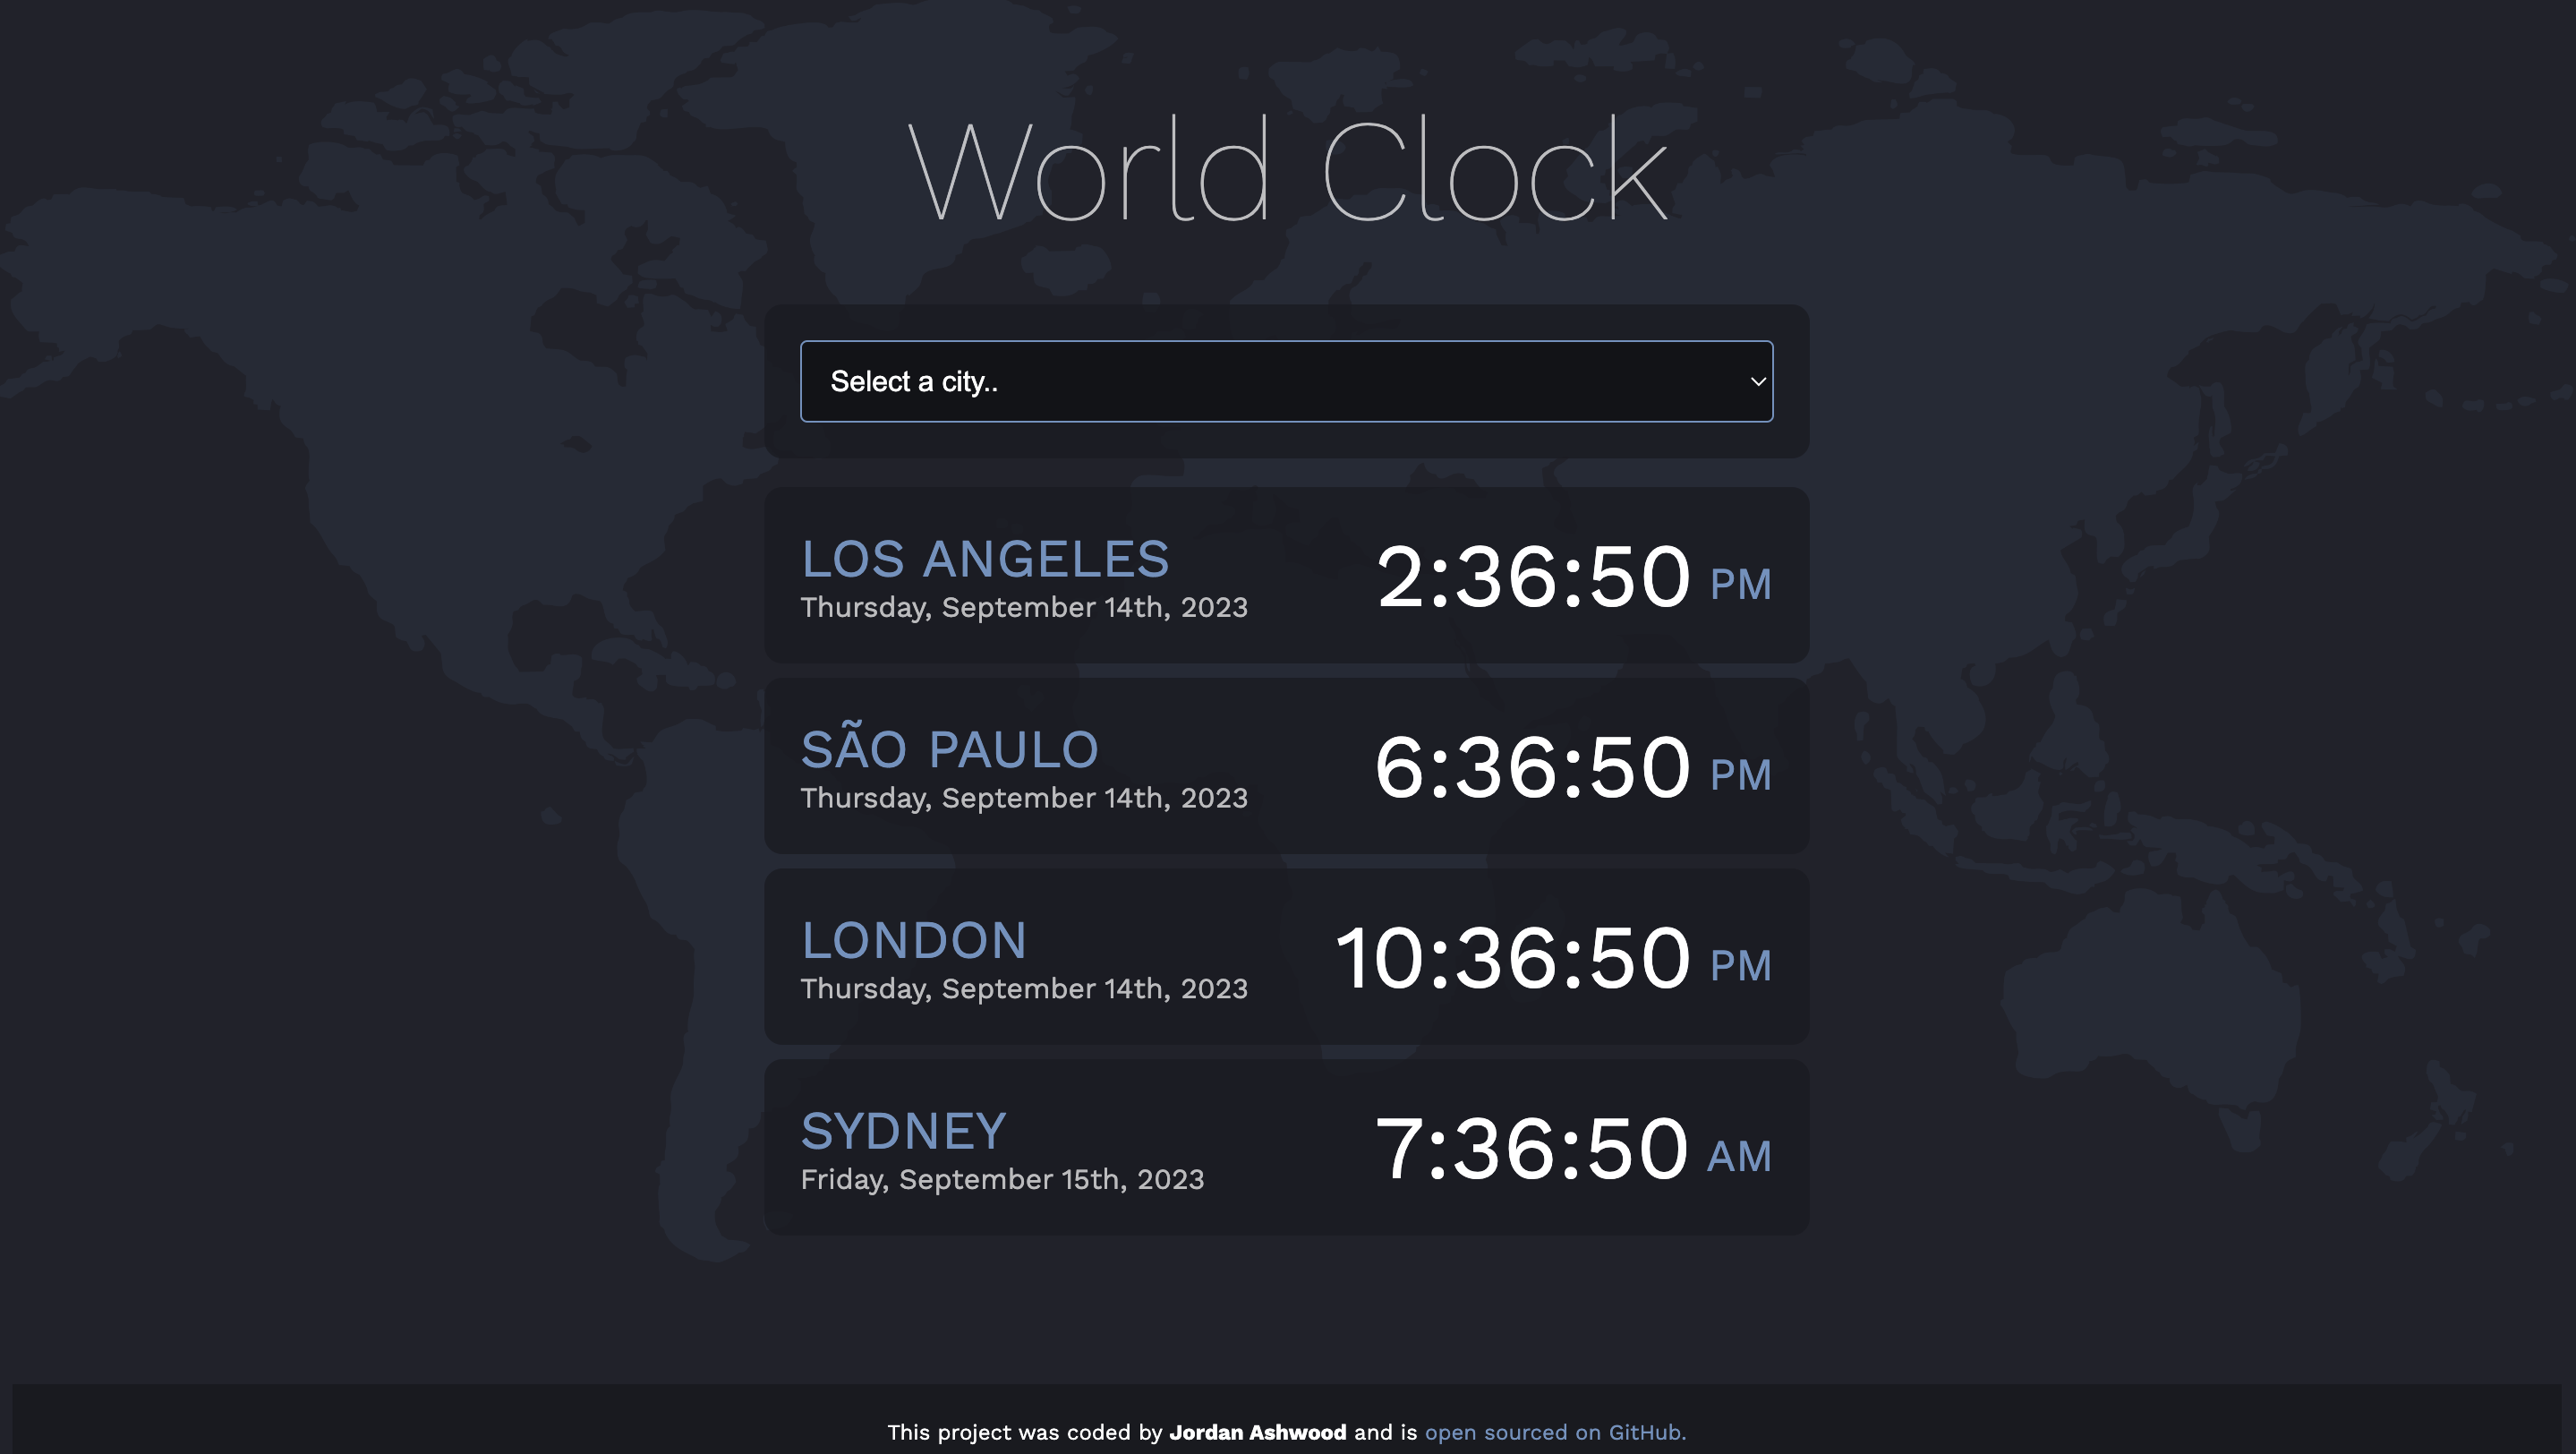 World Clock
Select a city..
LOS ANGELES
Thursday, September 14th, 2023
2:36:50 PM
SÃO PAULO
Thursday, September 14th, 2023
6:36:50 PM
LONDON
Thursday, September 14th, 2023
10:36:50 PM
SYDNEY
Friday, September 15th, 2023
7:36:50 AM
This project was coded by Jordan Ashwood and is open sourced on GitHub.